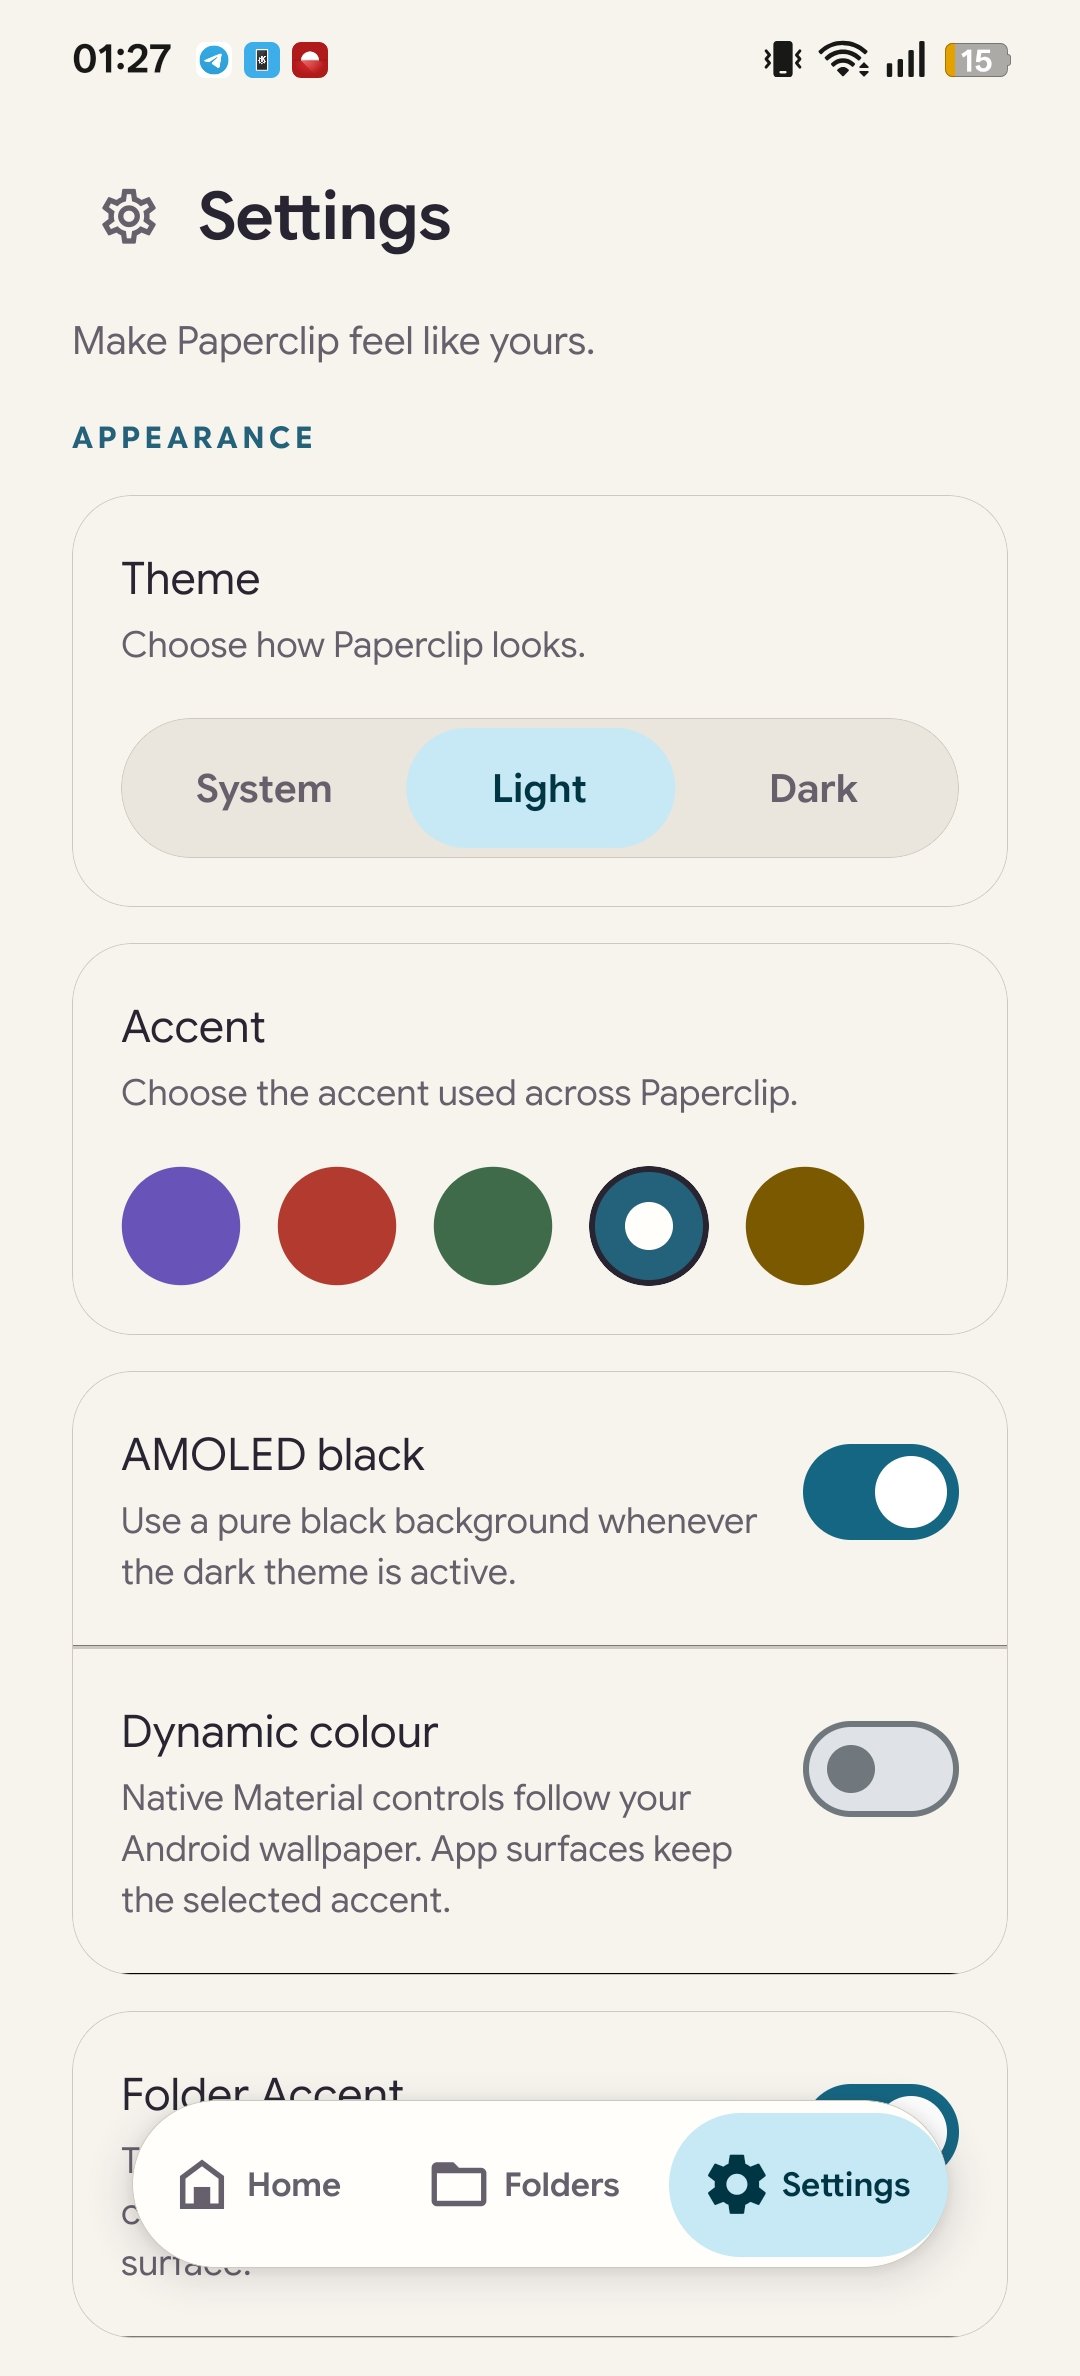 01:27
15
Settings
Make Paperclip feel like yours.
APPEARANCE
Theme
Choose how Paperclip looks.
System Light Dark
Accent
Choose the accent used across Paperclip.
AMOLED black
Use a pure black background whenever
the dark theme is active.
Dynamic colour
Native Material controls follow your
Android wallpaper. App surfaces keep
the selected accent.
Folder Accent
Home Folders Settings
surface.